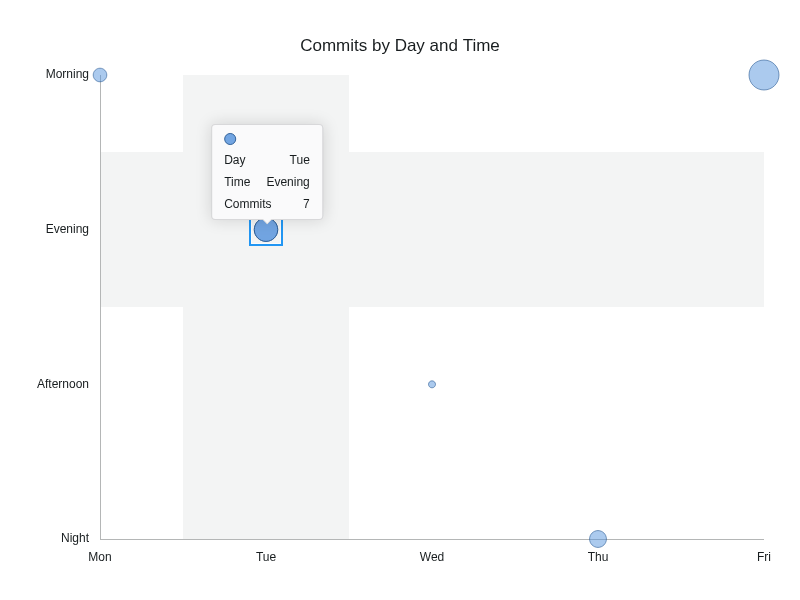 Commits by Day and Time
Morning
Day Tue
Time Evening
Commits 7
Evening
Afternoon
Night
Mon Tue Wed Thu Fri